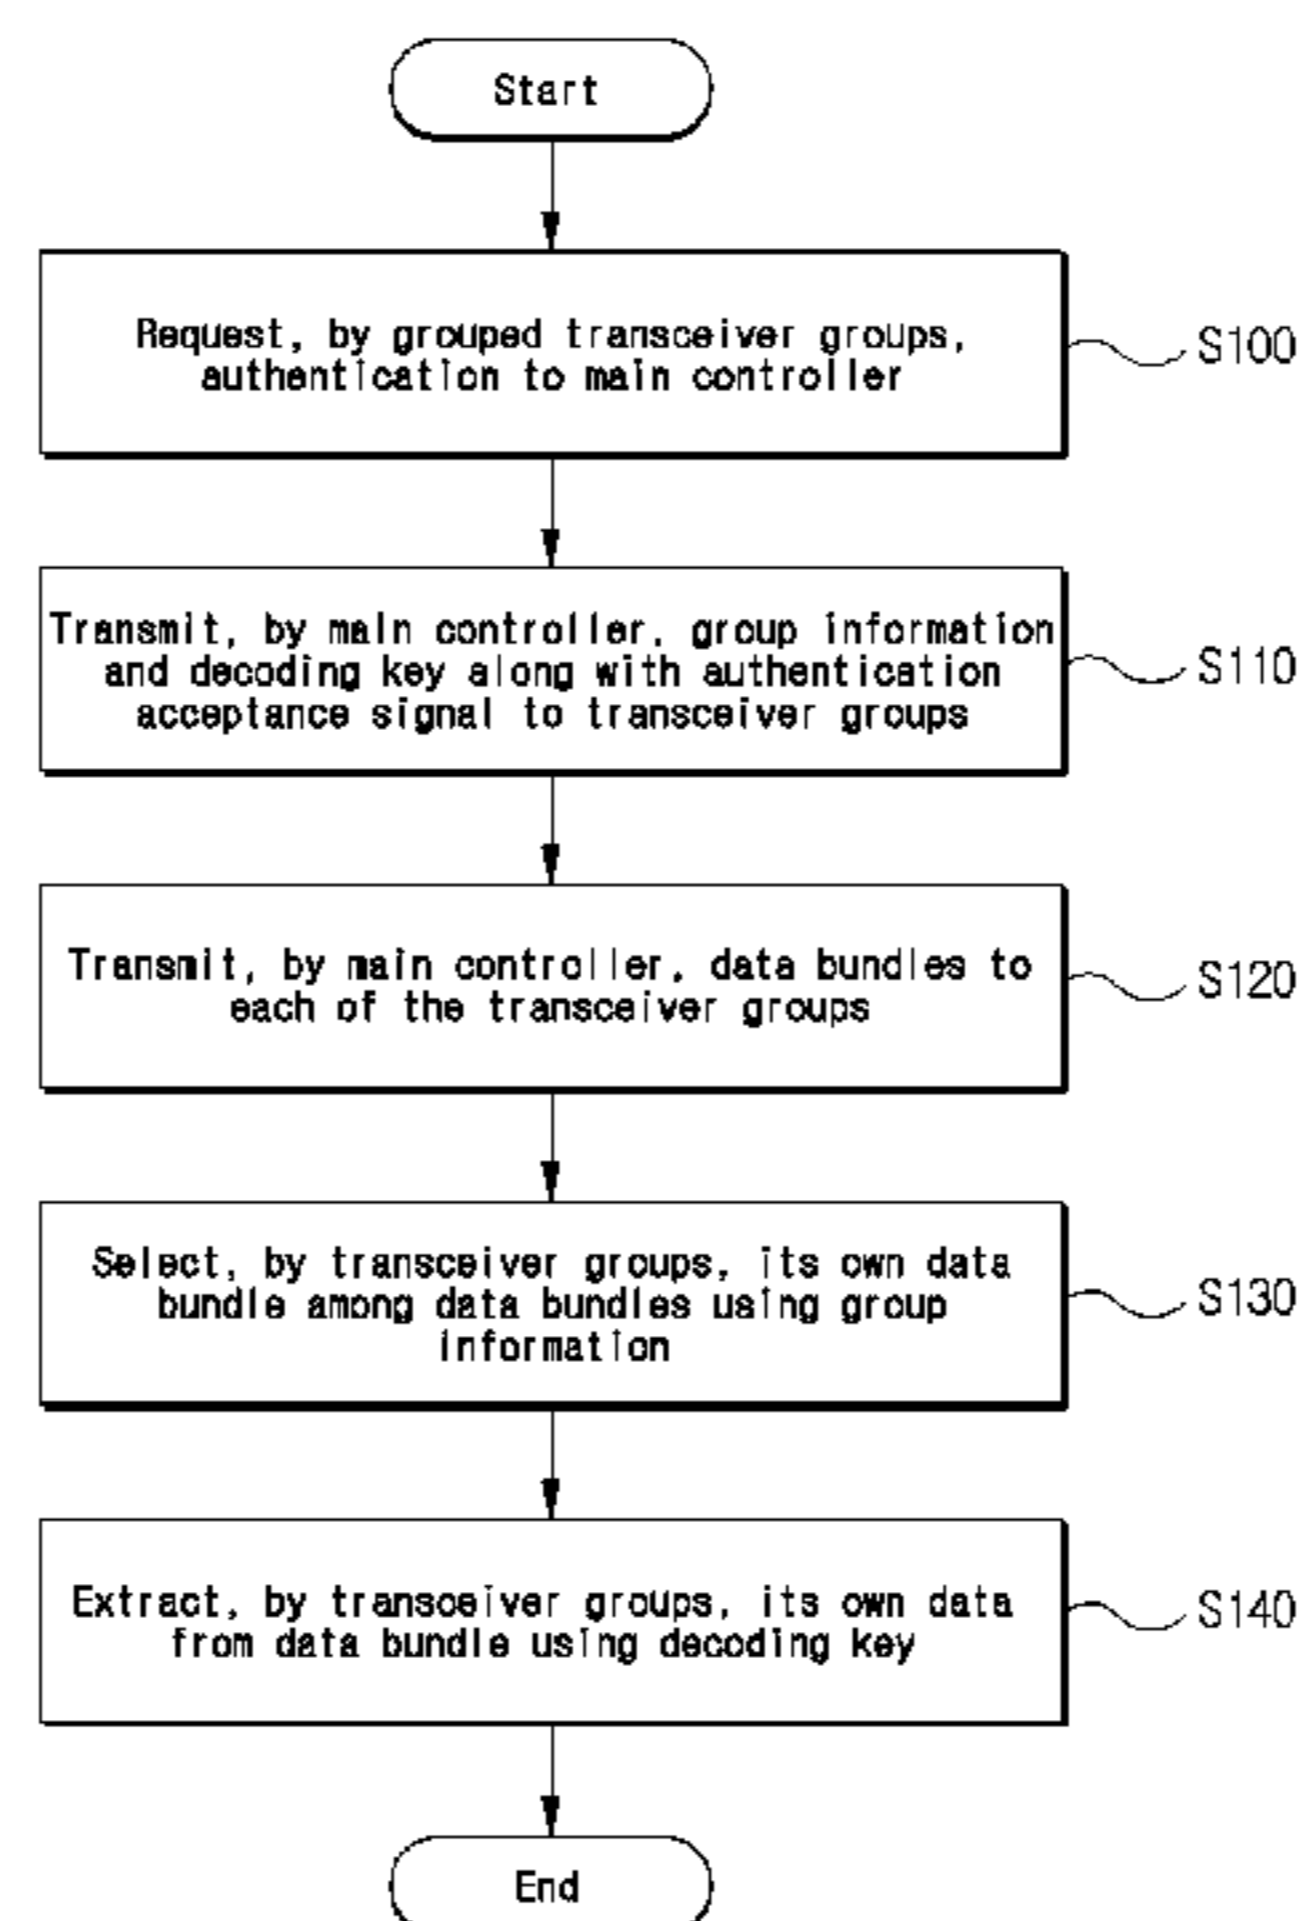 Start
Request, by grouped transceiver groups,
authentication to main controller
S100
Transmit, by main controller, group information
and decoding key along with authentication
acceptance signal to transceiver groups
S110
Transmit, by main controller, data bundles to
each of the transceiver groups
S120
Select, by transceiver groups, its own data
bundle among data bundles using group
information
S130
Extract, by transceiver groups, its own data
from data bundle using decoding key
S140
End